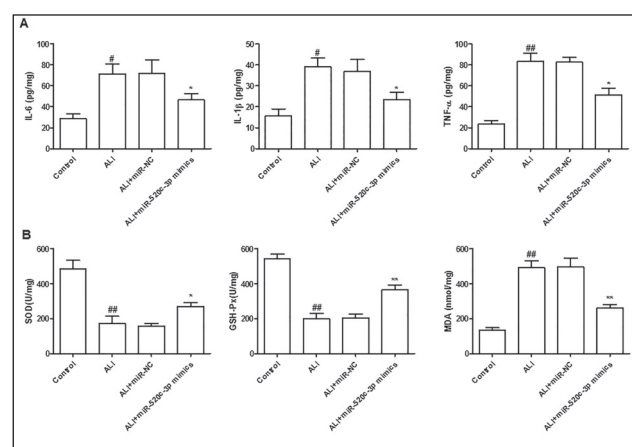 A
IL-6 (pg/mg)
100
80
60
40
20
0
#
*
Control
ALI
ALI+miR-NC
ALI+miR-520c-3p mimics
IL-1β (pg/mg)
50
40
30
20
10
0
#
*
Control
ALI
ALI+miR-NC
ALI+miR-520c-3p mimics
TNF-α (pg/mg)
100
80
60
40
20
0
##
*
Control
ALI
ALI+miR-NC
ALI+miR-520c-3p mimics
B
SOD(U/mg)
600
400
200
0
##
*
Control
ALI
ALI+miR-NC
ALI+miR-520c-3p mimics
GSH-Px(U/mg)
600
400
200
0
##
**
Control
ALI
ALI+miR-NC
ALI+miR-520c-3p mimics
MDA (nmol/mg)
600
400
200
0
##
**
Control
ALI
ALI+miR-NC
ALI+miR-520c-3p mimics